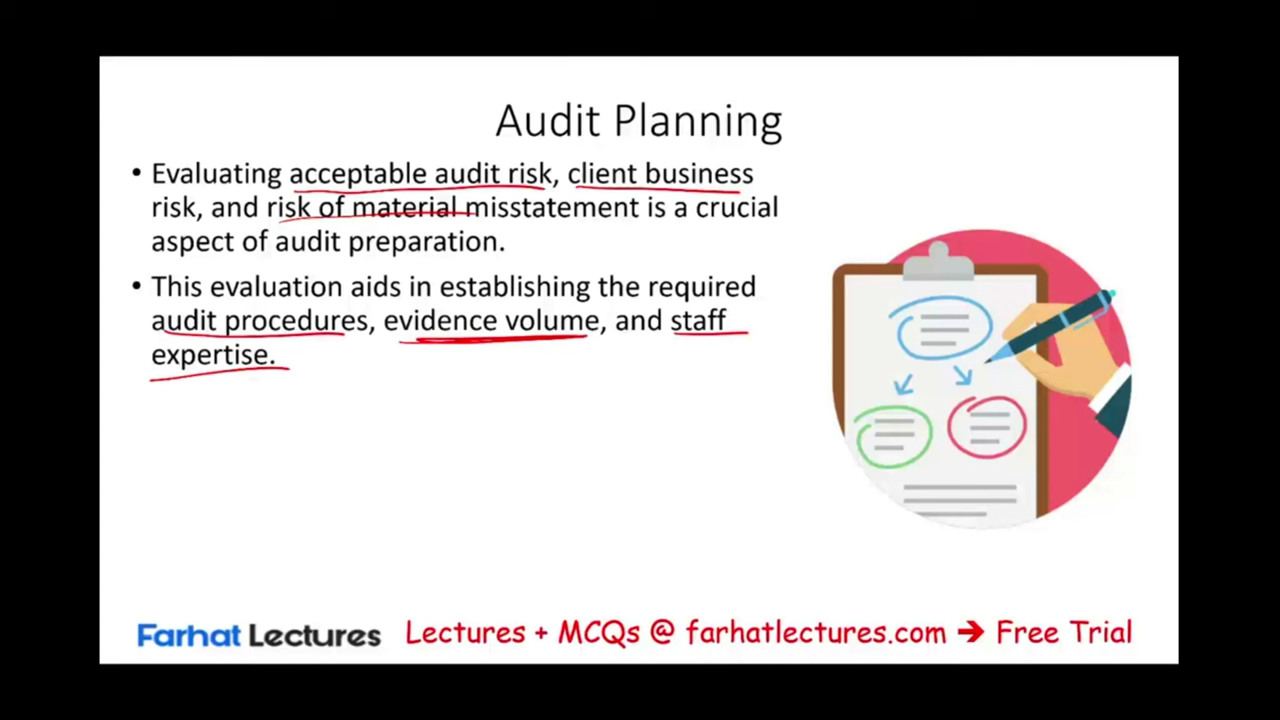 Audit Planning
• Evaluating acceptable audit risk, client business
risk, and risk of material misstatement is a crucial
aspect of audit preparation.
• This evaluation aids in establishing the required
audit procedures, evidence volume, and staff
expertise.
Farhat Lectures Lectures + MCQs @ farhatlectures.com ➔ Free Trial